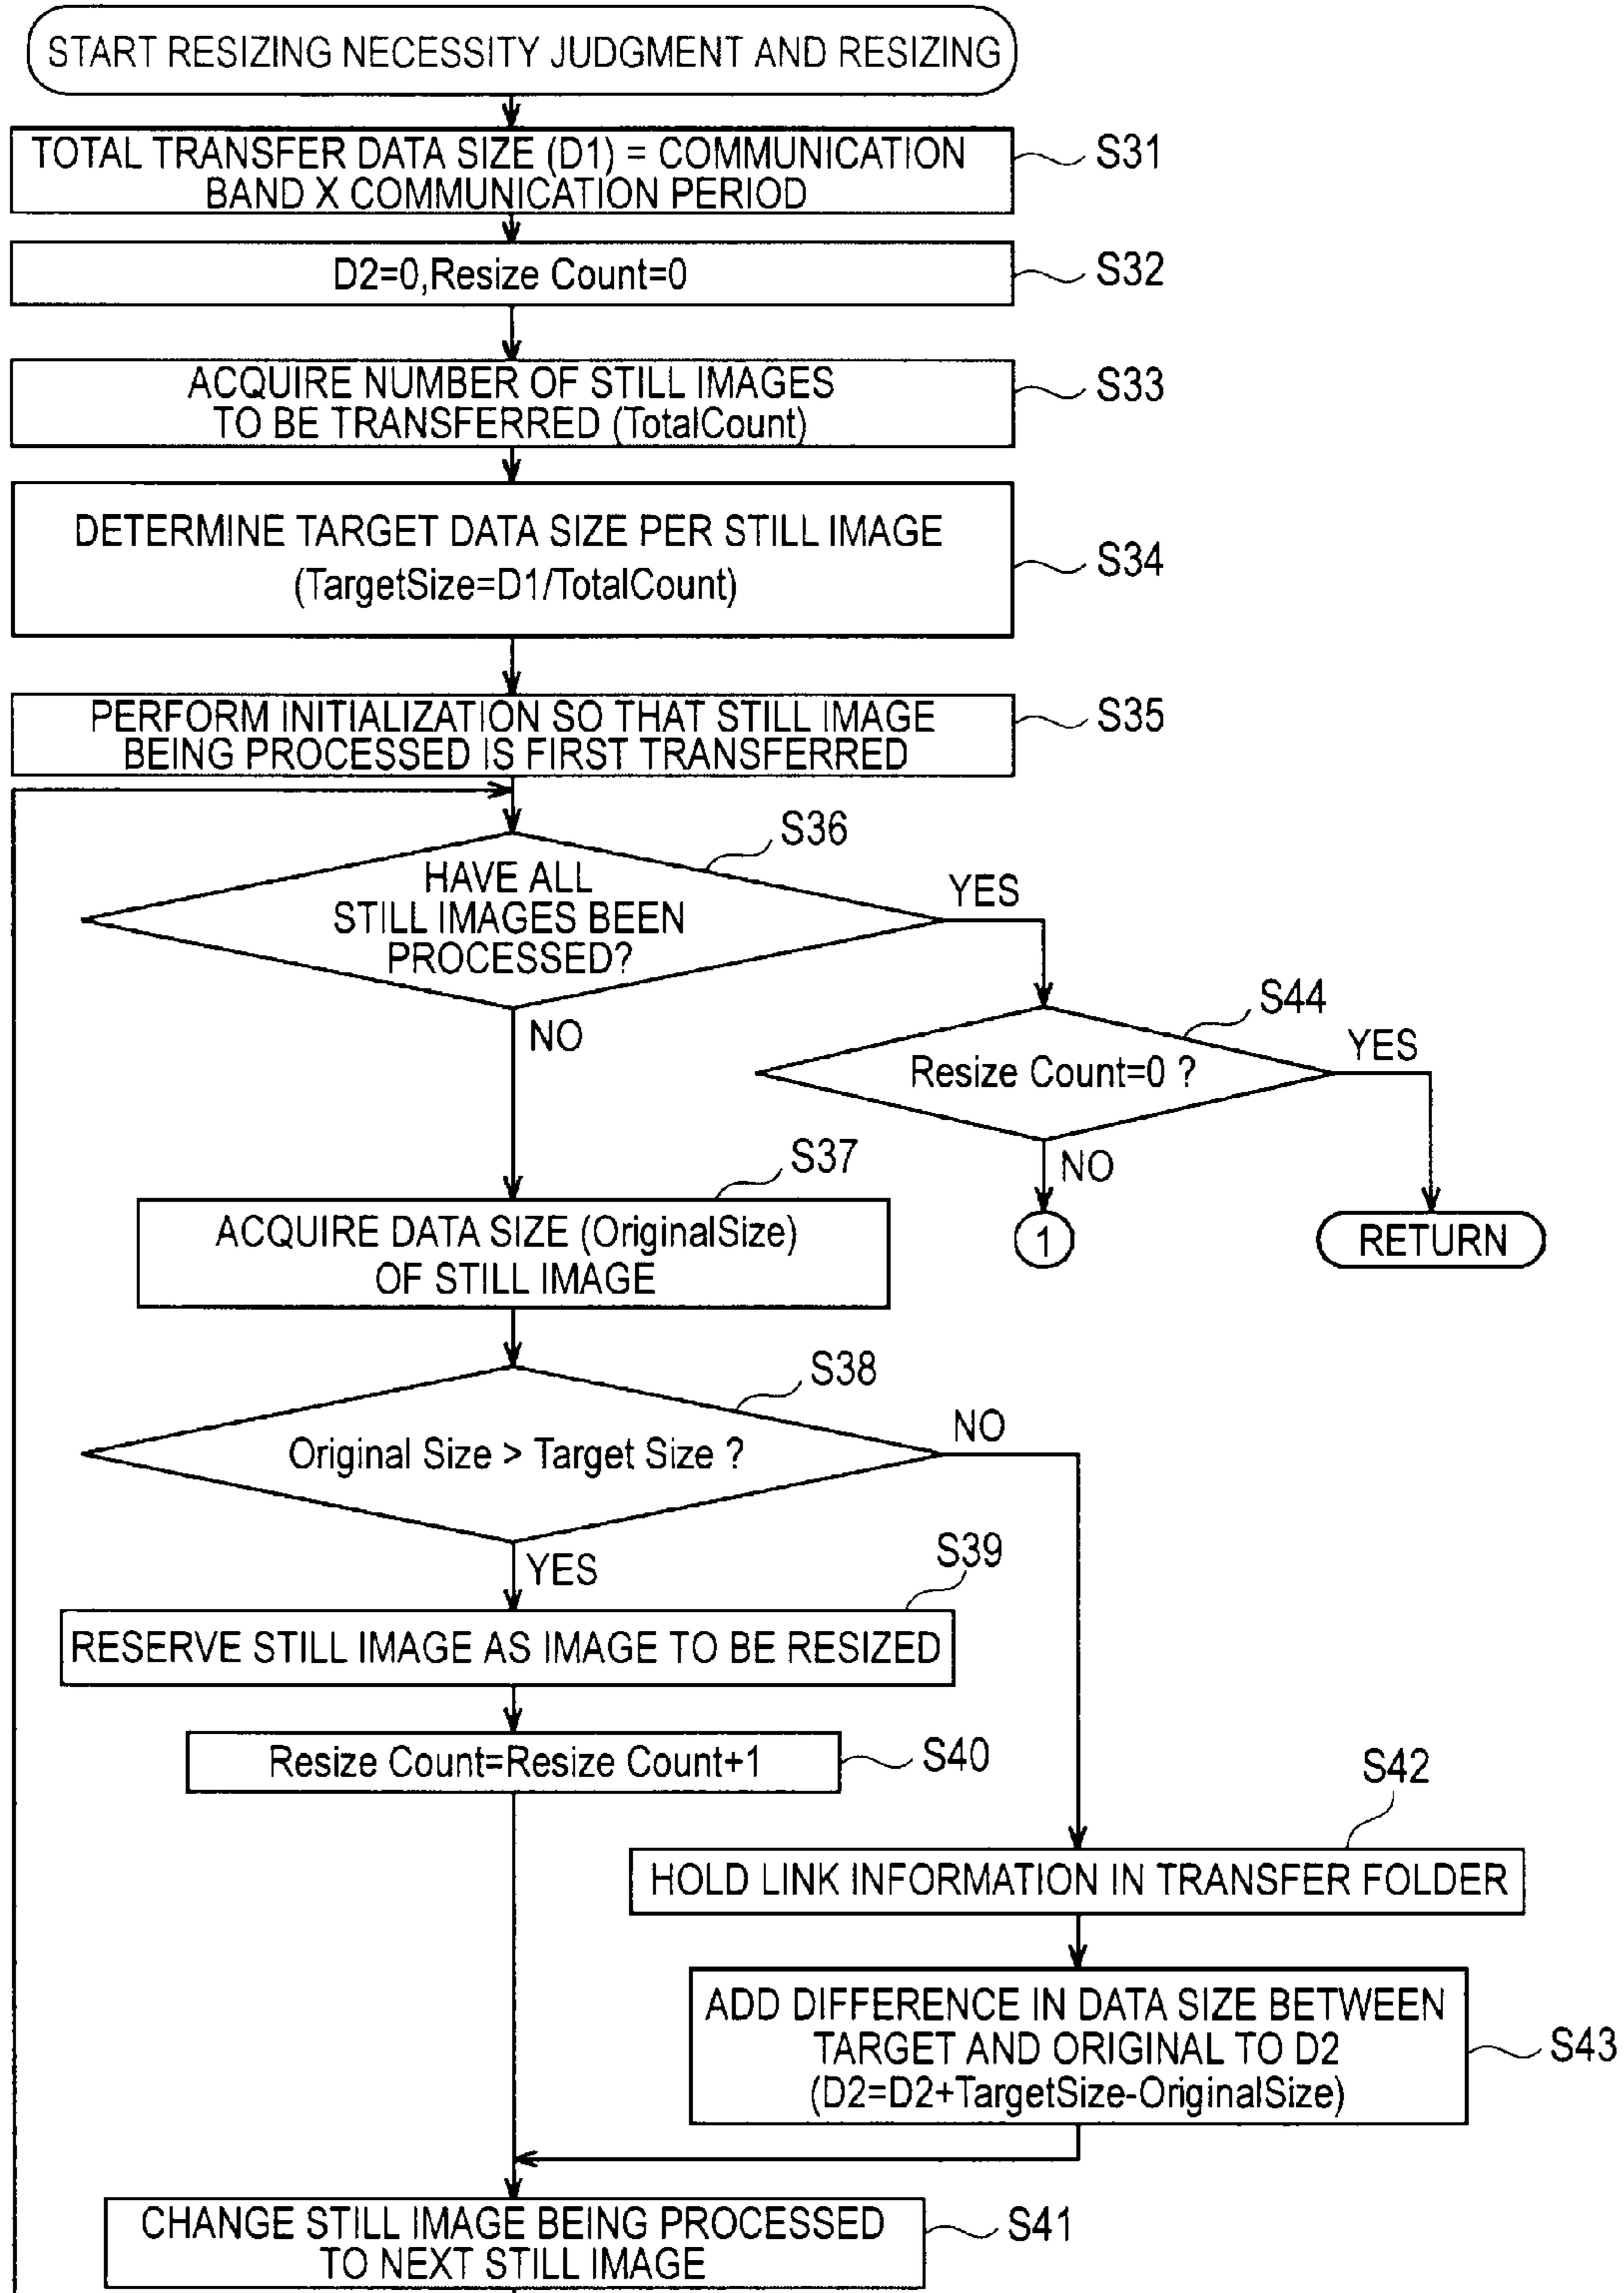 START RESIZING NECESSITY JUDGMENT AND RESIZING
TOTAL TRANSFER DATA SIZE (D1) = COMMUNICATION
BAND X COMMUNICATION PERIOD
S31
D2=0,Resize Count=0
S32
ACQUIRE NUMBER OF STILL IMAGES
TO BE TRANSFERRED (TotalCount)
S33
DETERMINE TARGET DATA SIZE PER STILL IMAGE
(TargetSize=D1/TotalCount)
S34
PERFORM INITIALIZATION SO THAT STILL IMAGE
BEING PROCESSED IS FIRST TRANSFERRED
S35
S36
HAVE ALL
STILL IMAGES BEEN
PROCESSED?
YES
NO
S44
Resize Count=0 ?
YES
NO
1
RETURN
S37
ACQUIRE DATA SIZE (OriginalSize)
OF STILL IMAGE
S38
Original Size > Target Size ?
NO
YES
S39
RESERVE STILL IMAGE AS IMAGE TO BE RESIZED
Resize Count=Resize Count+1
S40
S42
HOLD LINK INFORMATION IN TRANSFER FOLDER
ADD DIFFERENCE IN DATA SIZE BETWEEN
TARGET AND ORIGINAL TO D2
(D2=D2+TargetSize-OriginalSize)
S43
CHANGE STILL IMAGE BEING PROCESSED
TO NEXT STILL IMAGE
S41